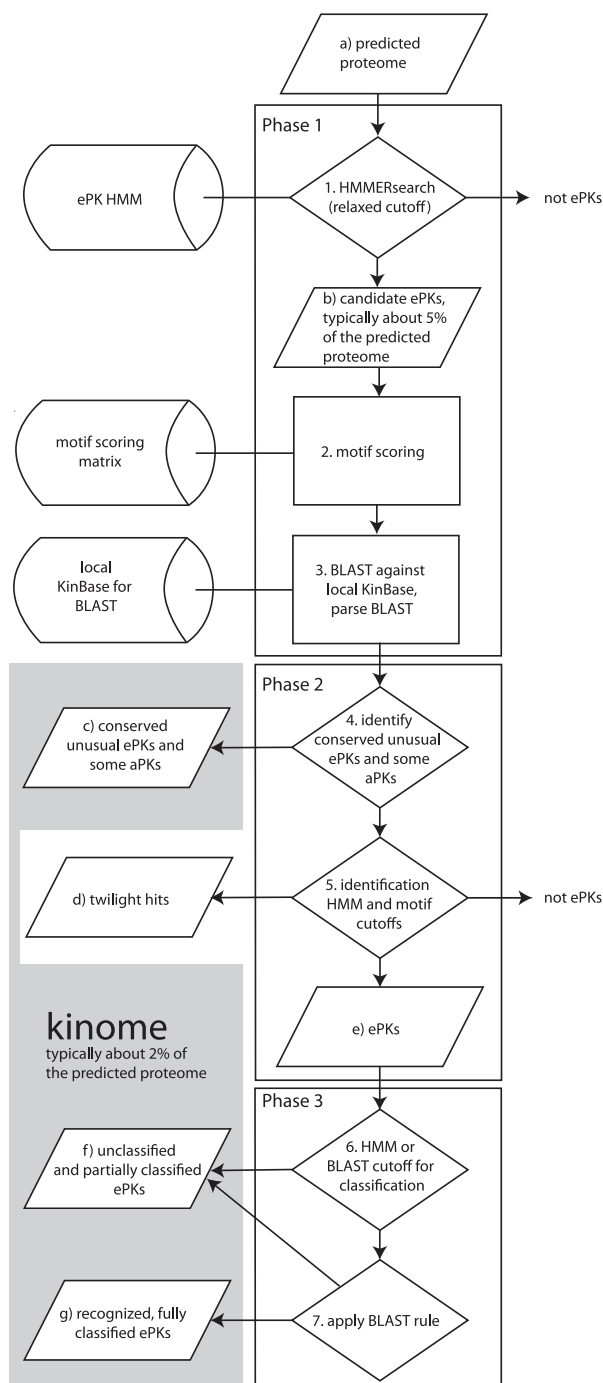 a) predicted
proteome
Phase 1
ePK HMM
1. HMMERsearch
(relaxed cutoff)
not ePKs
b) candidate ePKs,
typically about 5%
of the predicted
proteome
motif scoring
matrix
2. motif scoring
local
KinBase for
BLAST
3. BLAST against
local KinBase,
parse BLAST
Phase 2
c) conserved
unusual ePKs and
some aPKs
4. identify
conserved unusual
ePKs and some
aPKs
d) twilight hits
5. identification
HMM and motif
cutoffs
not ePKs
e) ePKs
kinome
typically about 2% of
the predicted proteome
Phase 3
f) unclassified
and partially classified
ePKs
6. HMM or
BLAST cutoff for
classification
g) recognized, fully
classified ePKs
7. apply BLAST rule